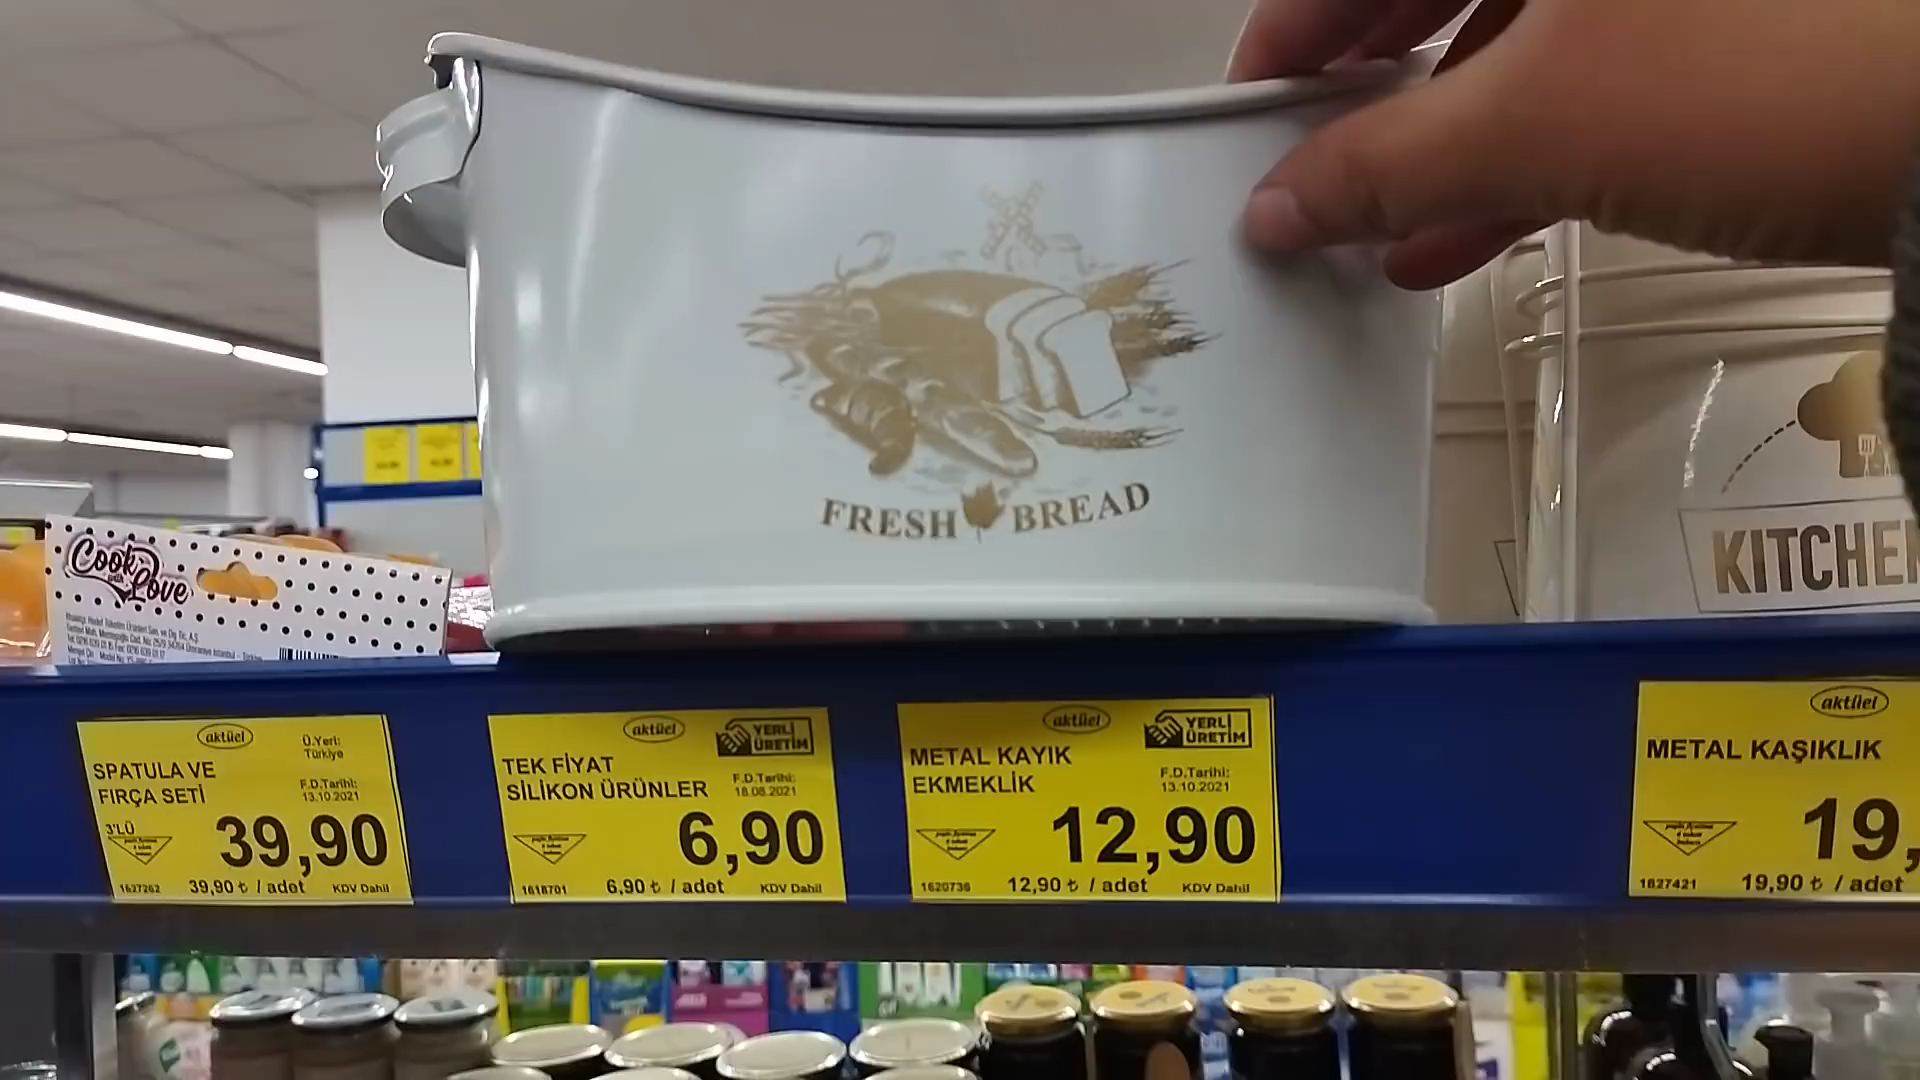 FRESH BREAD
KITCHEN
Cook
with
Love
aktüel
Ü.Yeri:
Türkiye
SPATULA VE
FIRÇA SETİ
F.D.Tarihi:
13.10.2021
3'LÜ
39,90
1627262
39,90 ₺ / adet
KDV Dahil
aktüel
YERLİ
ÜRETİM
TEK FİYAT
SİLİKON ÜRÜNLER
F.D.Tarihi:
18.08.2021
6,90
1618701
6,90 ₺ / adet
KDV Dahil
aktüel
YERLİ
ÜRETİM
METAL KAYIK
EKMEKLİK
F.D.Tarihi:
13.10.2021
12,90
1620736
12,90 ₺ / adet
KDV Dahil
aktüel
METAL KAŞIKLIK
19,
1627421
19,90 ₺ / adet